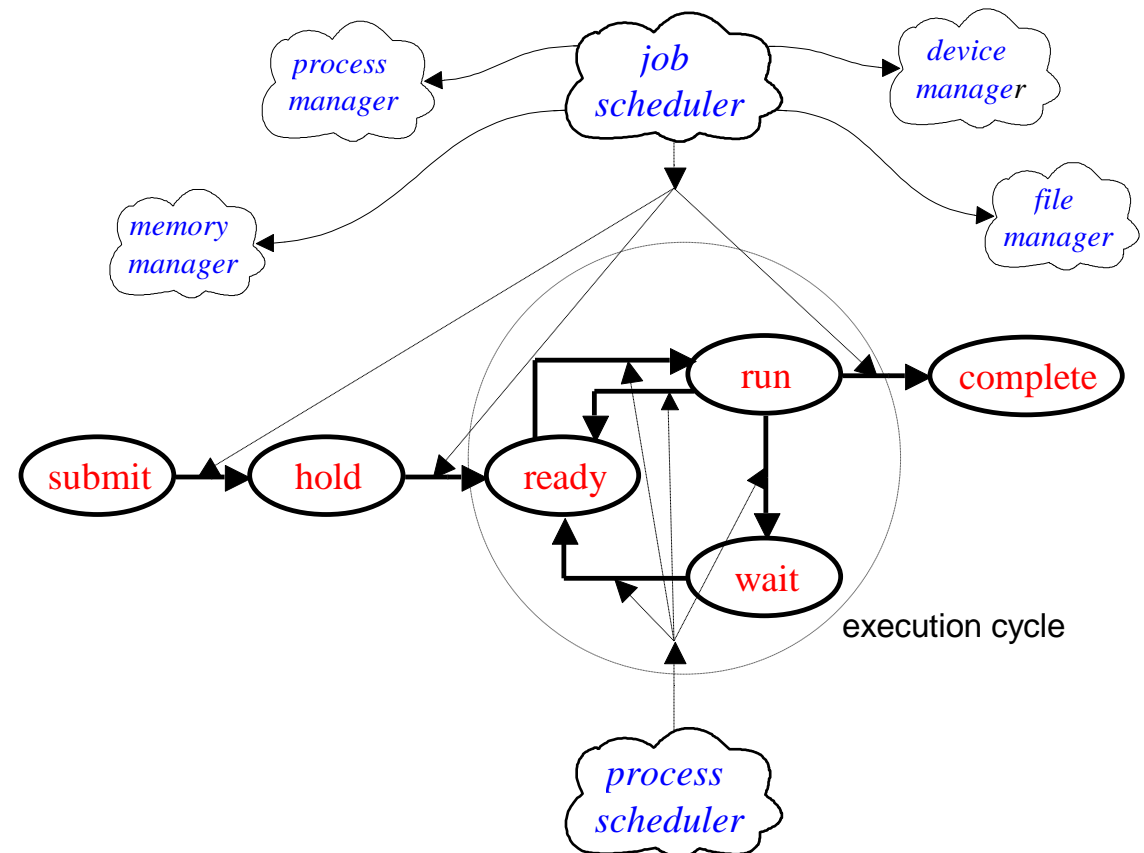 process
manager
job
scheduler
device
manager
memory
manager
file
manager
run
complete
submit
hold
ready
wait
execution cycle
process
scheduler